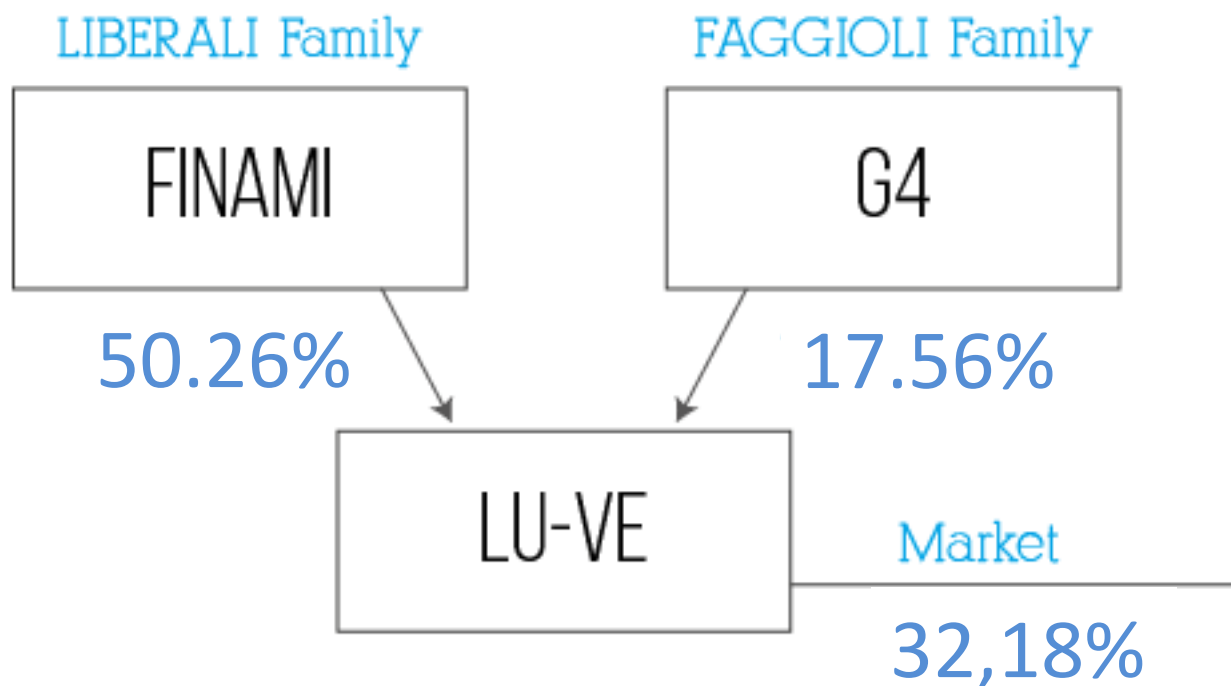 LIBERALI Family
FAGGIOLI Family
FINAMI
G4
50.26%
17.56%
LU-VE
Market
32,18%